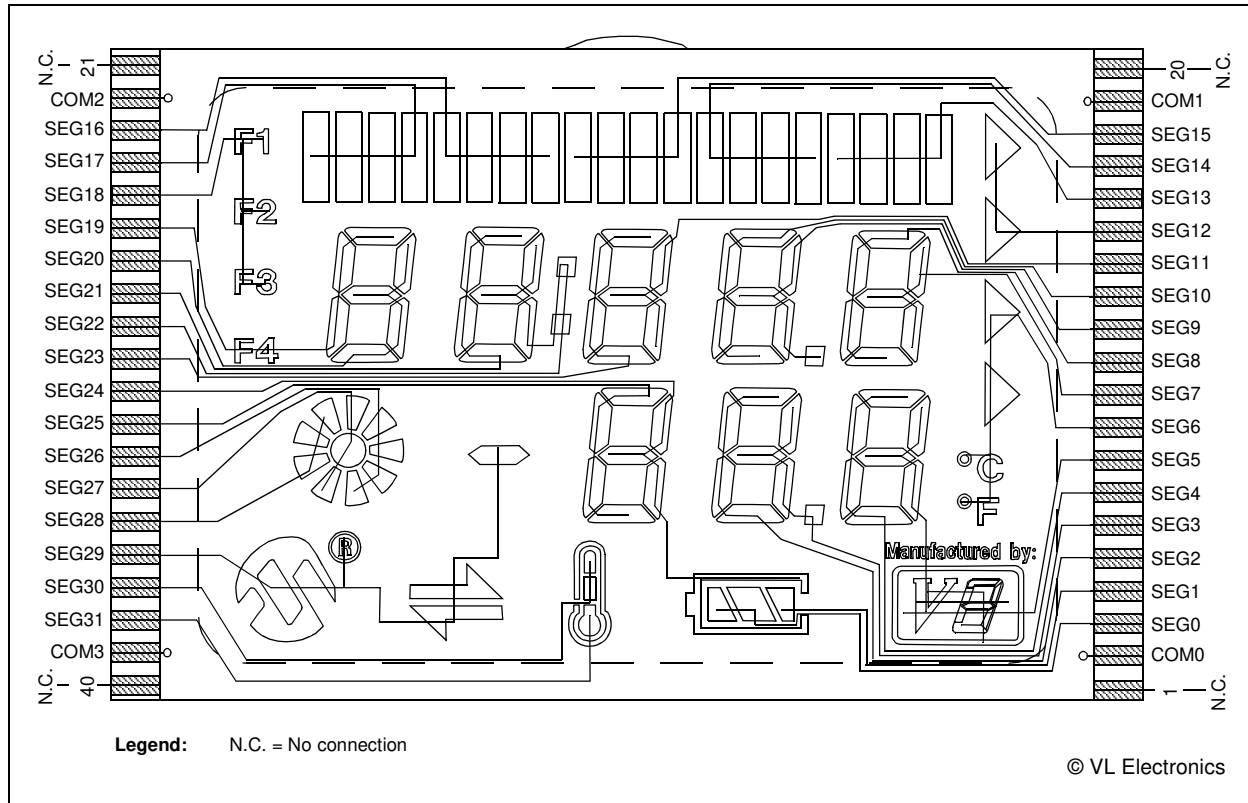 N.C.
21
COM2
SEG16
SEG17
SEG18
SEG19
SEG20
SEG21
SEG22
SEG23
SEG24
SEG25
SEG26
SEG27
SEG28
SEG29
SEG30
SEG31
COM3
N.C.
40
F1
F2
F3
F4
®
°C
°F
Manufactured by:
V
20
N.C.
COM1
SEG15
SEG14
SEG13
SEG12
SEG11
SEG10
SEG9
SEG8
SEG7
SEG6
SEG5
SEG4
SEG3
SEG2
SEG1
SEG0
COM0
1
N.C.
Legend: N.C. = No connection
© VL Electronics